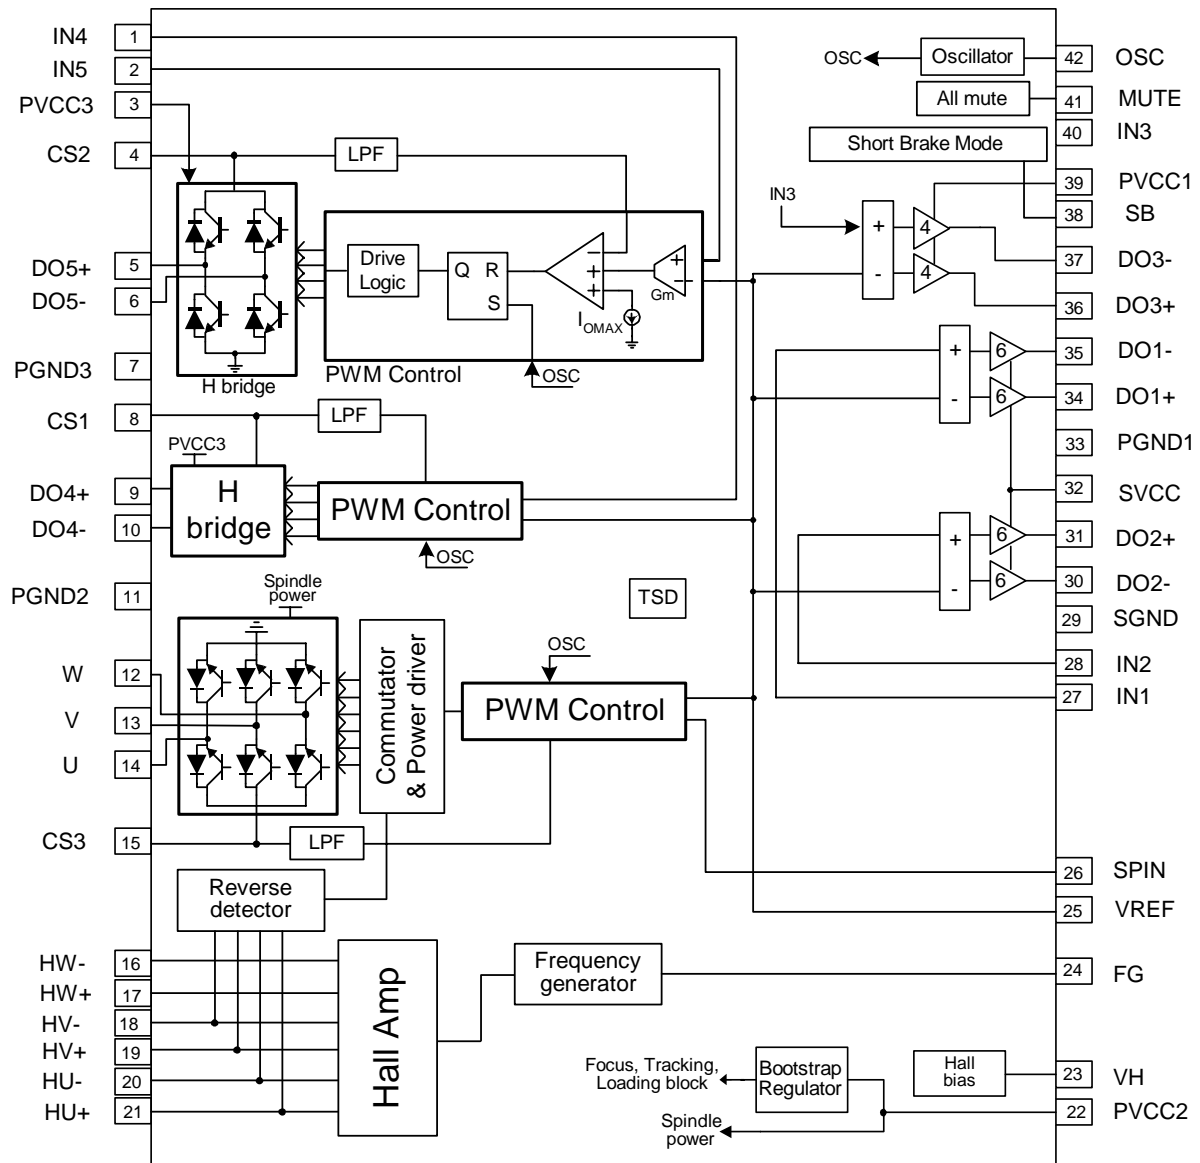 IN4 1
IN5 2
PVCC3 3
CS2 4
DO5+ 5
DO5- 6
PGND3 7
CS1 8
DO4+ 9
DO4- 10
PGND2 11
W 12
V 13
U 14
CS3 15
HW- 16
HW+ 17
HV- 18
HV+ 19
HU- 20
HU+ 21
LPF
H bridge
Drive
Logic
Q R
S
-
+
+
I OMAX
+
-
Gm
OSC
PWM Control
LPF
PVCC3
H
bridge
PWM Control
OSC
Spindle
power
Commutator
& Power driver
OSC
PWM Control
TSD
LPF
Reverse
detector
Hall Amp
Frequency
generator
Focus, Tracking,
Loading block
Bootstrap
Regulator
Spindle
power
Hall
bias
OSC
Oscillator
All mute
Short Brake Mode
IN3
+
-
4
4
+
-
6
6
+
-
6
6
42 OSC
41 MUTE
40 IN3
39 PVCC1
38 SB
37 DO3-
36 DO3+
35 DO1-
34 DO1+
33 PGND1
32 SVCC
31 DO2+
30 DO2-
29 SGND
28 IN2
27 IN1
26 SPIN
25 VREF
24 FG
23 VH
22 PVCC2